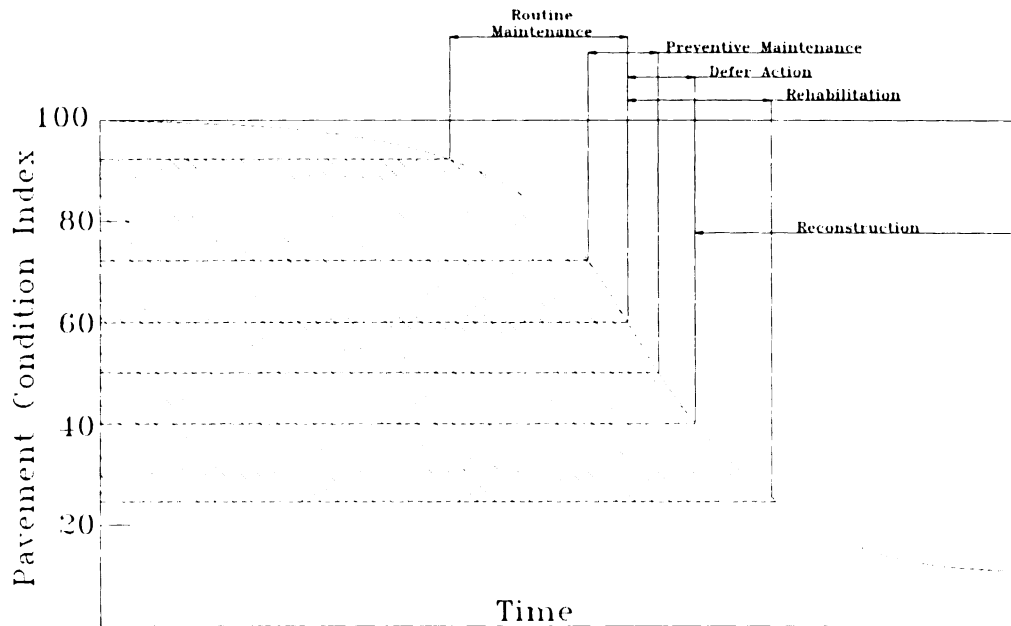 Routine
Maintenance
Preventive Maintenance
Defer Action
Rehabilitation
100
80
Reconstruction
60
40
20
Pavement Condition Index
Time